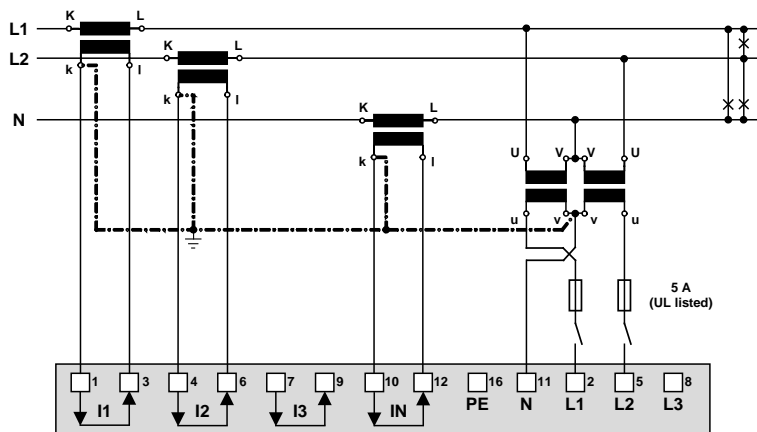 L1
K L
L2
K L
k l
k l
N
K L
k l
U V V U
u v v u
5 A
(UL listed)
1 3 4 6 7 9 10 12 16 11 2 5 8
I1 I2 I3 IN PE N L1 L2 L3